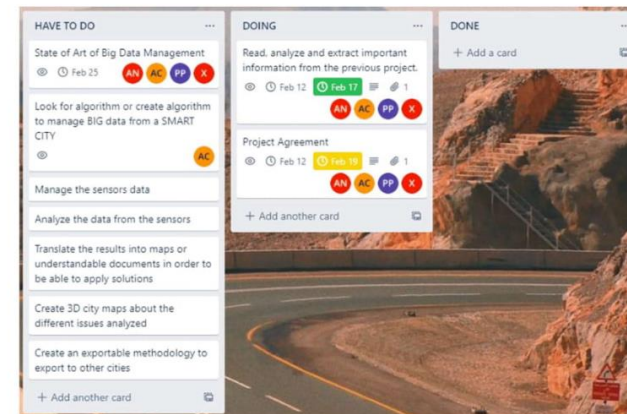 HAVE TO DO
State of Art of Big Data Management
Feb 25
AN AC PP X
Look for algorithm or create algorithm
to manage BIG data from a SMART
CITY
AC
Manage the sensors data
Analyze the data from the sensors
Translate the results into maps or
understandable documents in order to
be able to apply solutions
Create 3D city maps about the
different issues analyzed
Create an exportable methodology to
export to other cities
+ Add another card
DOING
Read, analyze and extract important
information from the previous project.
Feb 12 Feb 17 1
AN AC PP X
Project Agreement
Feb 12 Feb 19 1
AN AC PP X
+ Add another card
DONE
+ Add a card